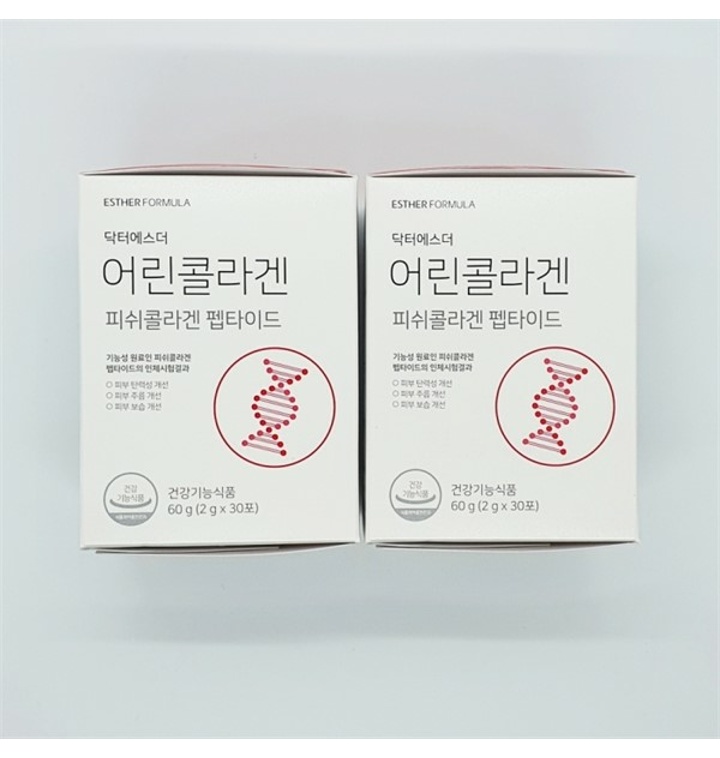 ESTHER FORMULA
닥터에스더
어린콜라겐
피쉬콜라겐 펩타이드
기능성 원료인 피쉬콜라겐
펩타이드의 인체시험결과
○ 피부 탄력성 개선
○ 피부 주름 개선
○ 피부 보습 개선
건강
기능식품
건강기능식품
60 g (2 g x 30포)
ESTHER FORMULA
닥터에스더
어린콜라겐
피쉬콜라겐 펩타이드
기능성 원료인 피쉬콜라겐
펩타이드의 인체시험결과
○ 피부 탄력성 개선
○ 피부 주름 개선
○ 피부 보습 개선
건강
기능식품
건강기능식품
60 g (2 g x 30포)